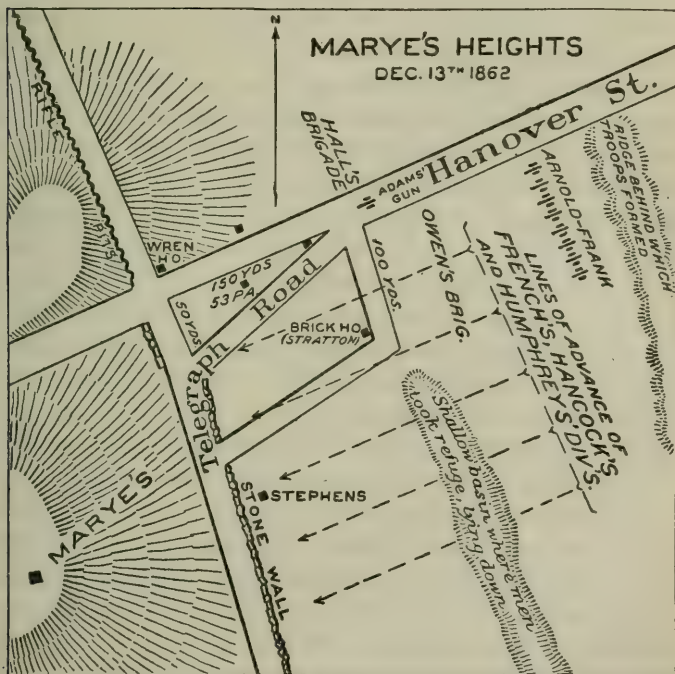 N
MARYE'S HEIGHTS
DEC. 13TH 1862
RIFLE
PITS
HALL'S
BRIGADE
ADAMS'
GUN
Hanover St.
RIDGE BEHIND WHICH
TROOPS FORMED
ARNOLD-FRANK
WREN
HO.
150 YDS
53 PA
50 YDS
Telegraph Road
100 YDS.
BRICK HO.
(STRATTON)
OWEN'S BRIG.
LINES OF ADVANCE OF
FRENCH'S, HANCOCK'S
AND HUMPHREYS' DIV'S.
MARYE'S
STONE WALL
STEPHENS
Shallow basin where men
took refuge lying down